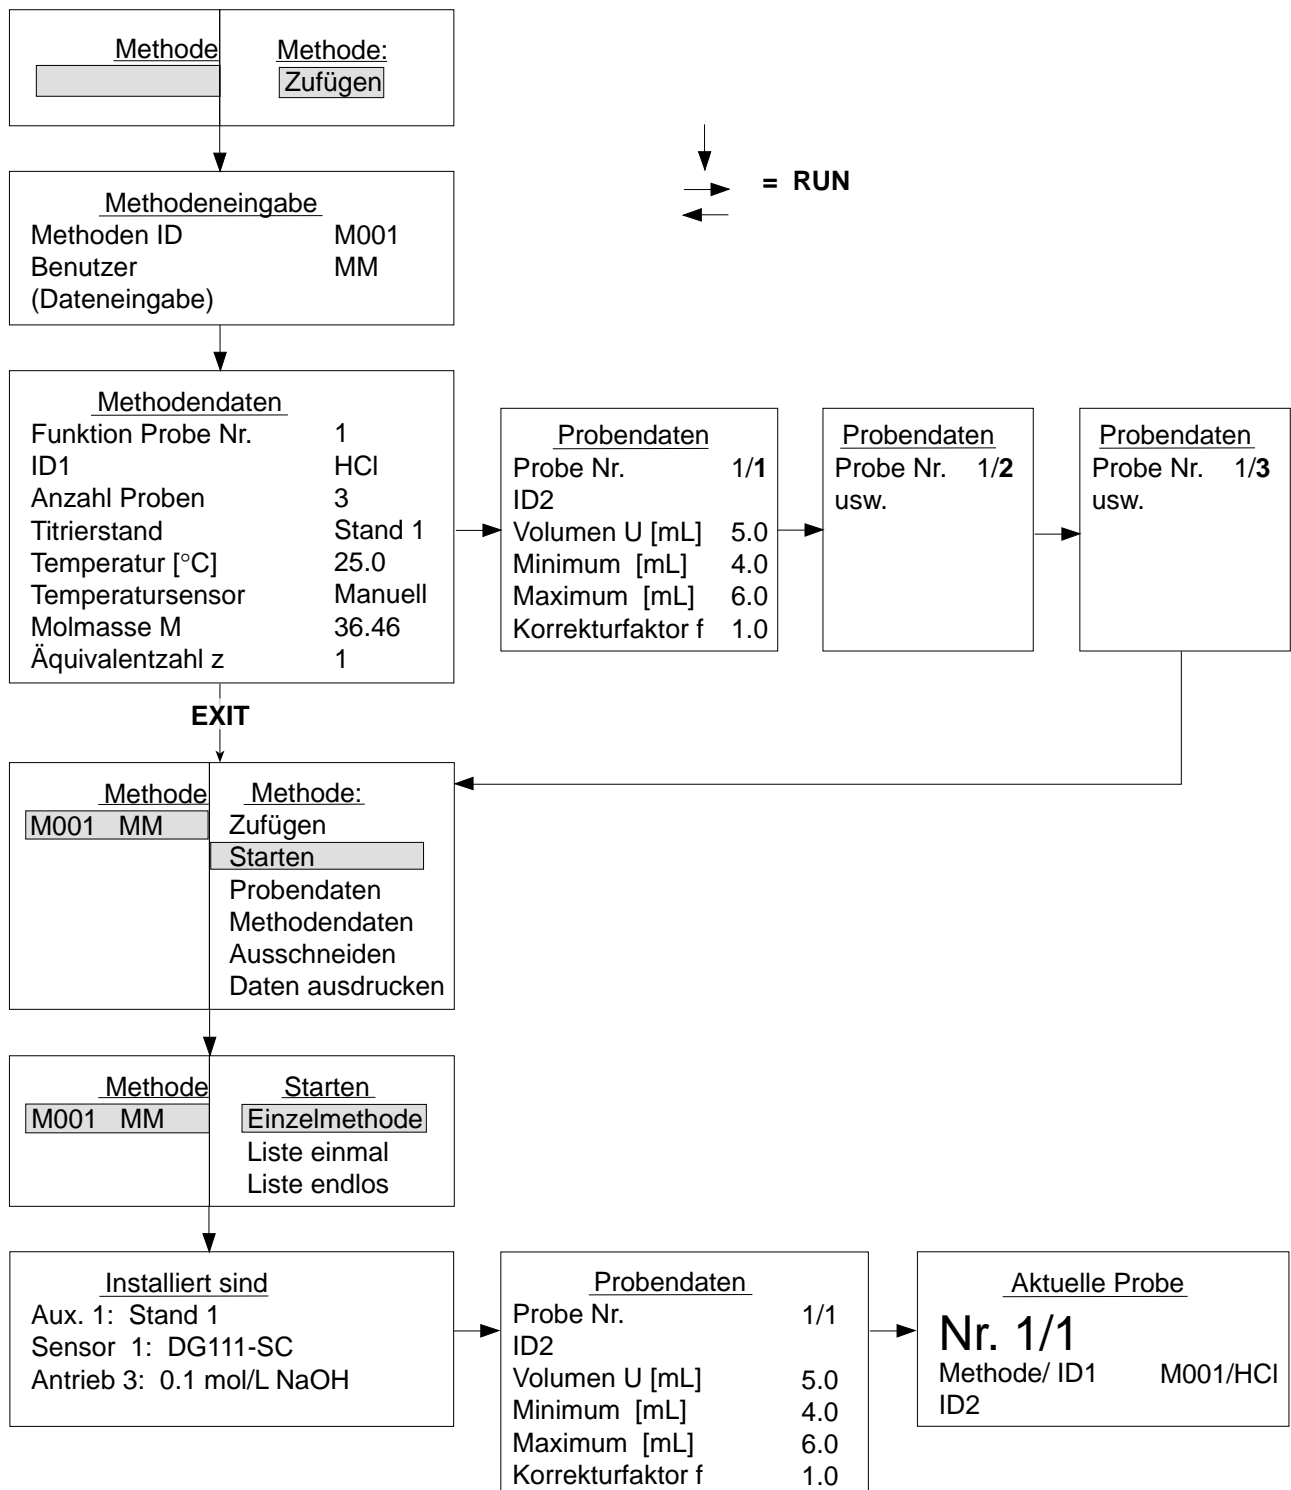 Methode
Methode:
Zufügen
= RUN
Methodeneingabe
Methoden ID M001
Benutzer MM
(Dateneingabe)
Methodendaten
Funktion Probe Nr. 1
ID1 HCl
Anzahl Proben 3
Titrierstand Stand 1
Temperatur [°C] 25.0
Temperatursensor Manuell
Molmasse M 36.46
Äquivalentzahl z 1
Probendaten
Probe Nr. 1/1
ID2
Volumen U [mL] 5.0
Minimum [mL] 4.0
Maximum [mL] 6.0
Korrekturfaktor f 1.0
Probendaten
Probe Nr. 1/2
usw.
Probendaten
Probe Nr. 1/3
usw.
EXIT
Methode
M001 MM
Methode:
Zufügen
Starten
Probendaten
Methodendaten
Ausschneiden
Daten ausdrucken
Methode
M001 MM
Starten
Einzelmethode
Liste einmal
Liste endlos
Installiert sind
Aux. 1: Stand 1
Sensor 1: DG111-SC
Antrieb 3: 0.1 mol/L NaOH
Probendaten
Probe Nr. 1/1
ID2
Volumen U [mL] 5.0
Minimum [mL] 4.0
Maximum [mL] 6.0
Korrekturfaktor f 1.0
Aktuelle Probe
Nr. 1/1
Methode/ ID1 M001/HCl
ID2